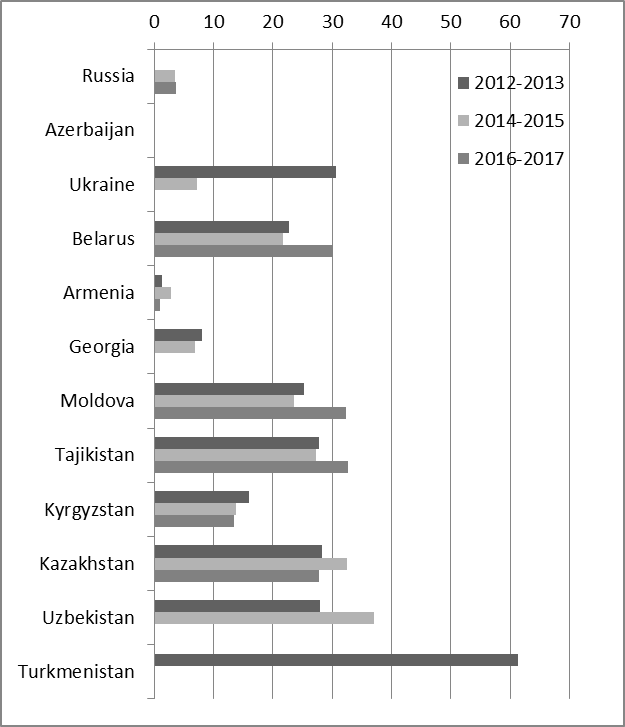 0 10 20 30 40 50 60 70
Russia
2012-2013
2014-2015
2016-2017
Azerbaijan
Ukraine
Belarus
Armenia
Georgia
Moldova
Tajikistan
Kyrgyzstan
Kazakhstan
Uzbekistan
Turkmenistan